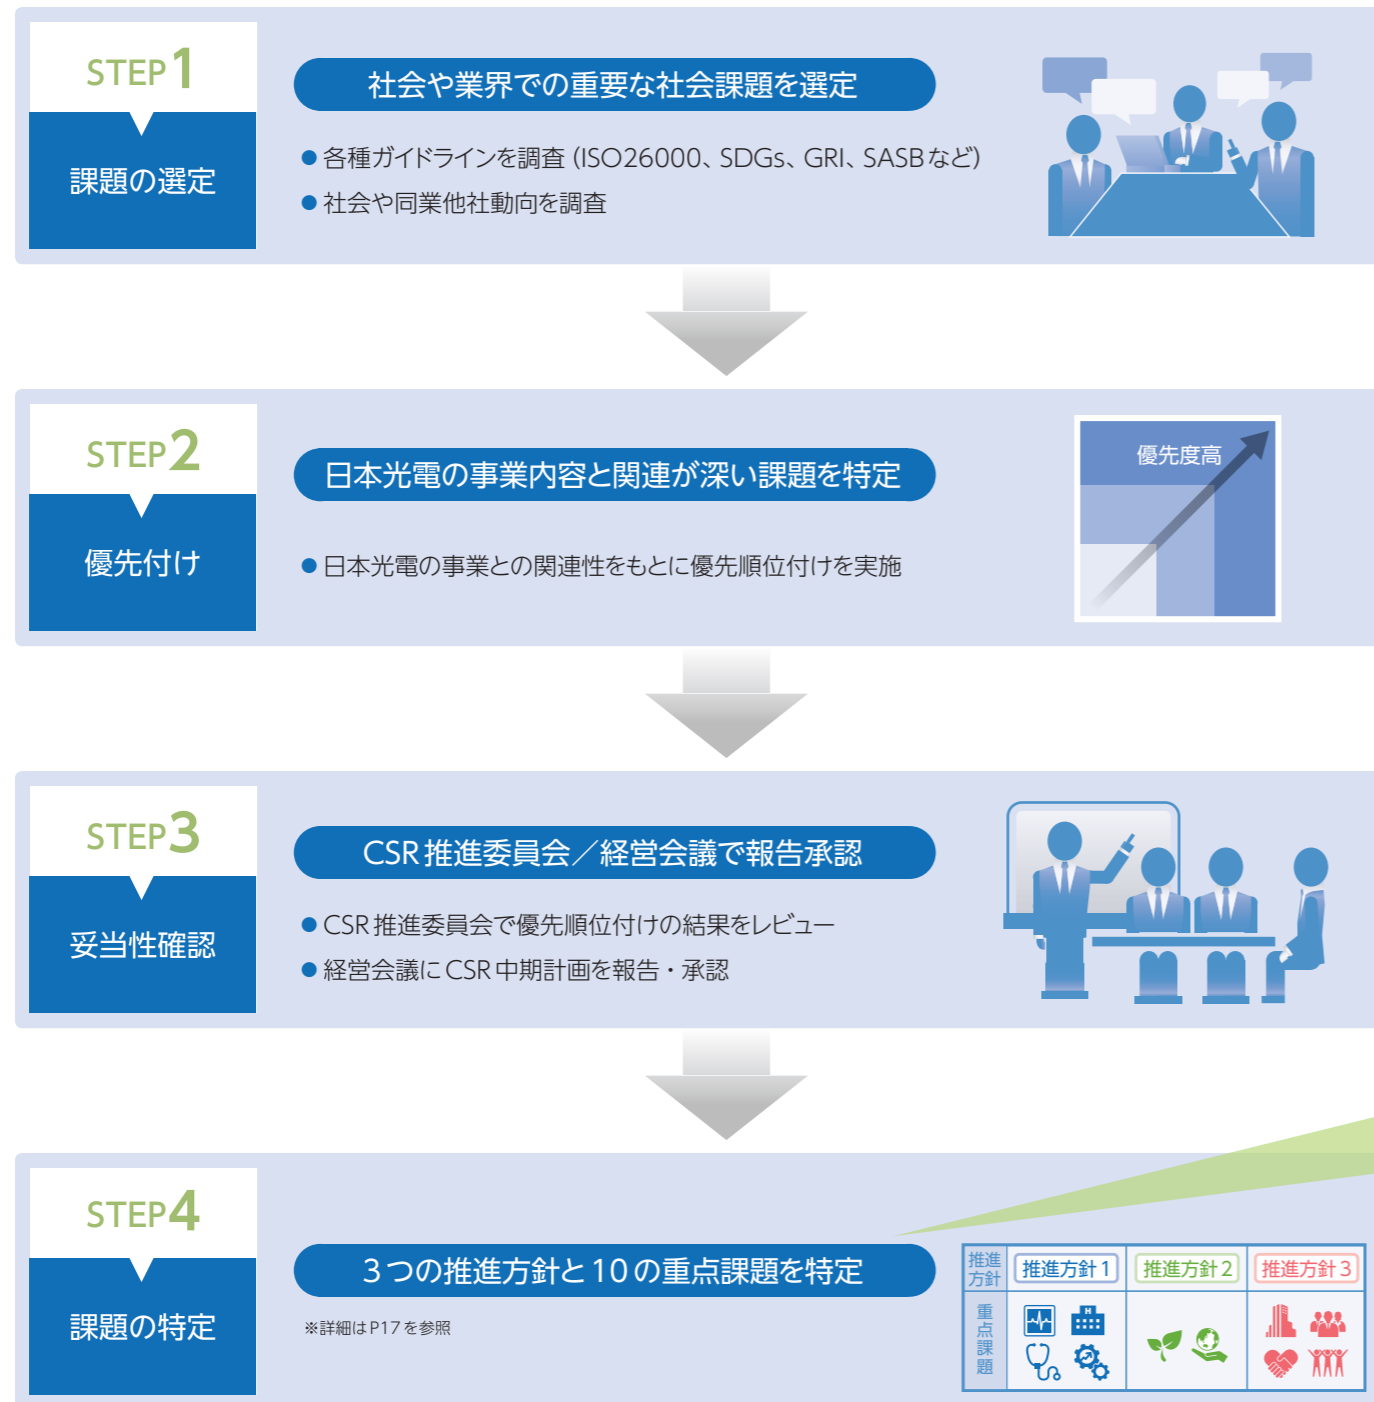 STEP1
課題の選定
社会や業界での重要な社会課題を選定
●各種ガイドラインを調査（ISO26000、SDGs、GRI、SASBなど）
●社会や同業他社動向を調査
STEP2
優先付け
日本光電の事業内容と関連が深い課題を特定
●日本光電の事業との関連性をもとに優先順位付けを実施
優先度高
STEP3
妥当性確認
CSR推進委員会／経営会議で報告承認
●CSR推進委員会で優先順位付けの結果をレビュー
●経営会議にCSR中期計画を報告・承認
STEP4
課題の特定
3つの推進方針と10の重点課題を特定
※詳細はP17を参照
推進方針
推進方針1
推進方針2
推進方針3
重点課題
H